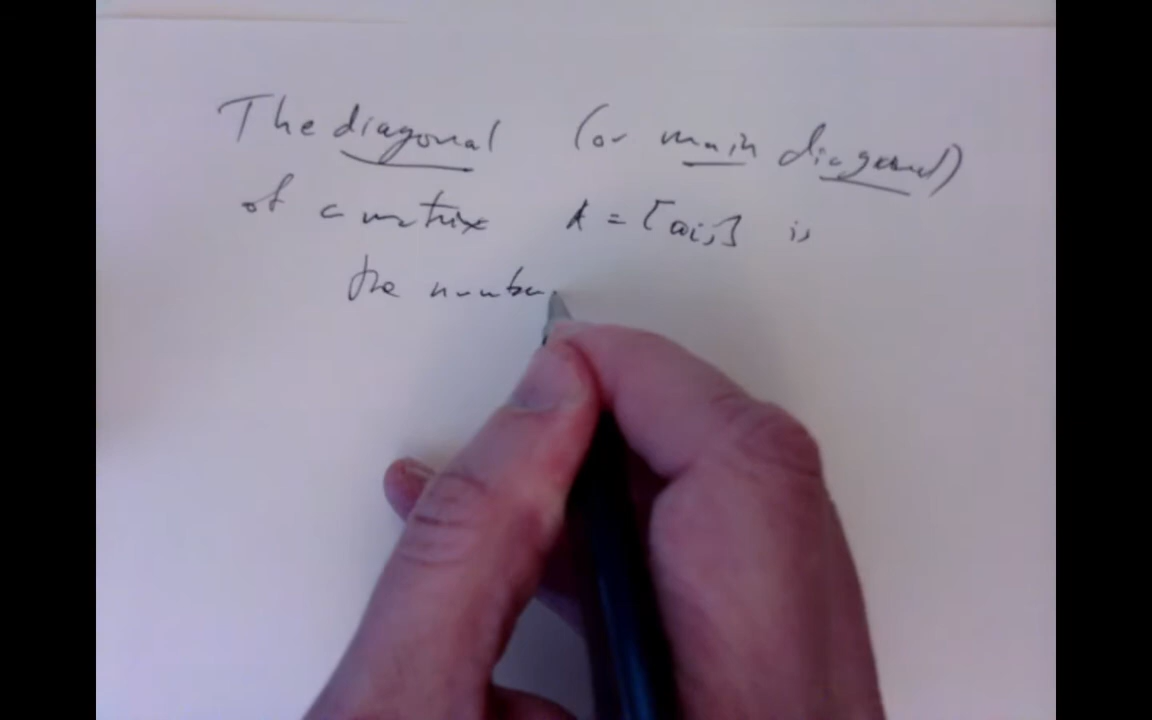 The diagonal (or main diagonal)
of a matrix A = [aij] is
the number